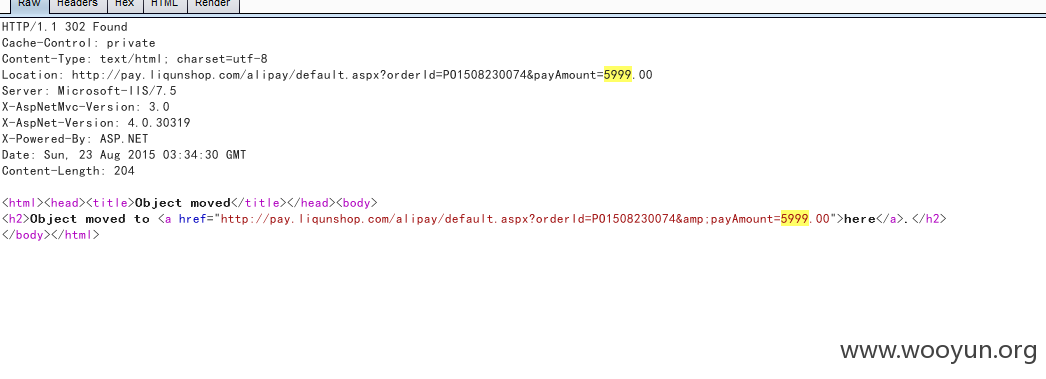 Raw Headers Hex HTML Render
HTTP/1.1 302 Found
Cache-Control: private
Content-Type: text/html; charset=utf-8
Location: http://pay.liqunshop.com/alipay/default.aspx?orderId=PO1508230074&payAmount=5999.00
Server: Microsoft-IIS/7.5
X-AspNetMvc-Version: 3.0
X-AspNet-Version: 4.0.30319
X-Powered-By: ASP.NET
Date: Sun, 23 Aug 2015 03:34:30 GMT
Content-Length: 204
<html><head><title>Object moved</title></head><body>
<h2>Object moved to <a href="http://pay.liqunshop.com/alipay/default.aspx?orderId=PO1508230074&amp;payAmount=5999.00">here</a>.</h2>
</body></html>
www.wooyun.org